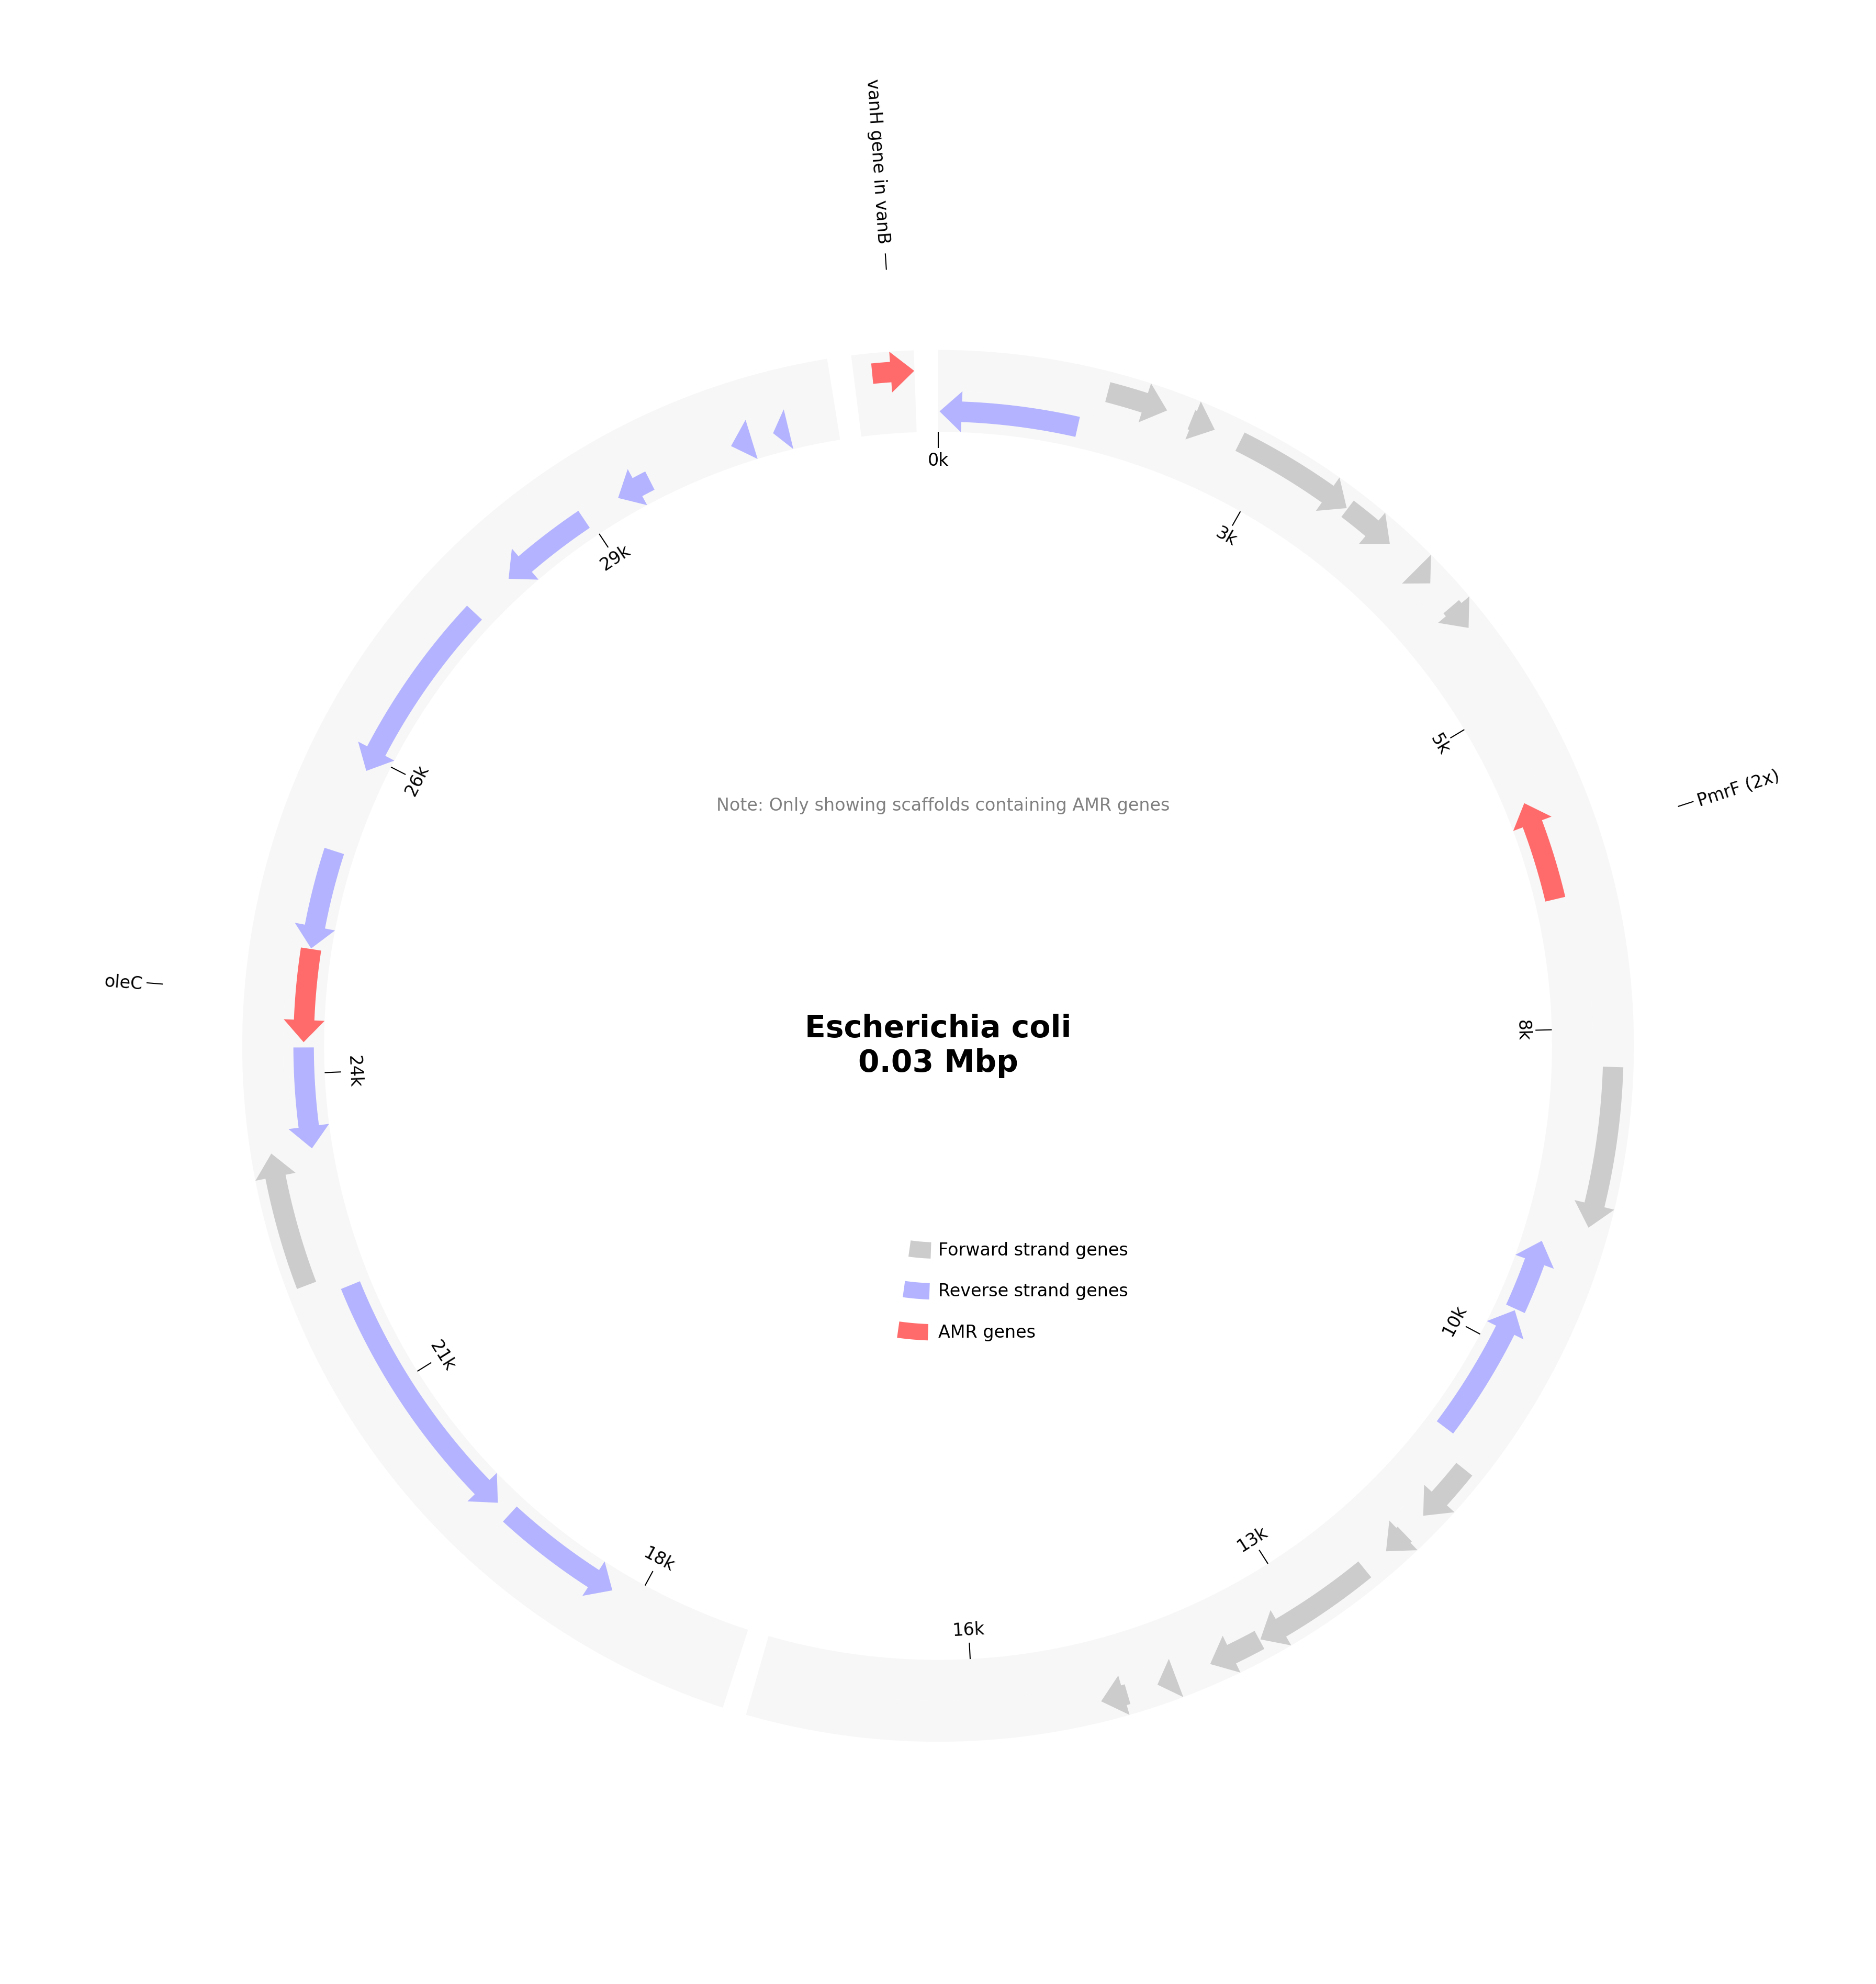 vanH gene in vanB
0k
3k
29k
5k
26k
PmrF (2x)
Note: Only showing scaffolds containing AMR genes
oleC
Escherichia coli
0.03 Mbp
8k
24k
Forward strand genes
Reverse strand genes
AMR genes
10k
21k
13k
18k
16k